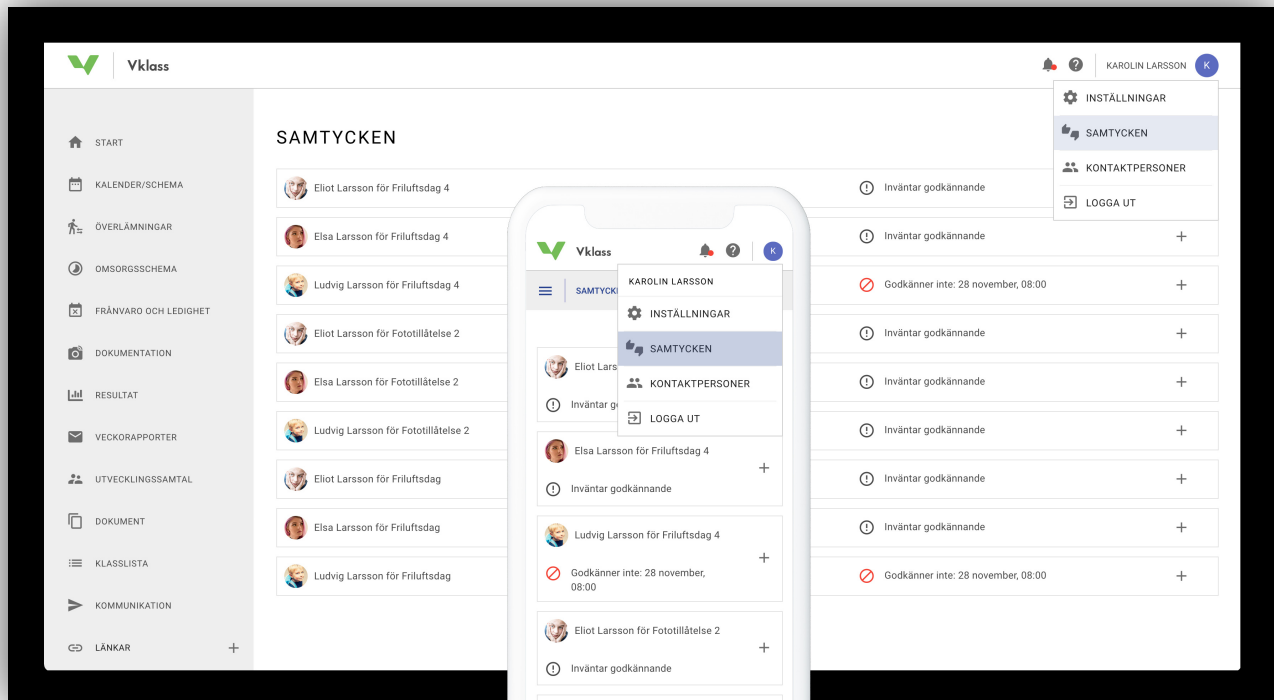 Vklass
KAROLIN LARSSON
K
INSTÄLLNINGAR
SAMTYCKEN
KONTAKTPERSONER
LOGGA UT
START
KALENDER/SCHEMA
ÖVERLÄMNINGAR
OMSORGSSCHEMA
FRÅNVARO OCH LEDIGHET
DOKUMENTATION
RESULTAT
VECKORAPPORTER
UTVECKLINGSSAMTAL
DOKUMENT
KLASSLISTA
KOMMUNIKATION
LÄNKAR +
SAMTYCKEN
Eliot Larsson för Friluftsdag 4 Inväntar godkännande
Elsa Larsson för Friluftsdag 4 Inväntar godkännande +
Ludvig Larsson för Friluftsdag 4 Godkänner inte: 28 november, 08:00 +
Eliot Larsson för Fototillåtelse 2 Inväntar godkännande +
Elsa Larsson för Fototillåtelse 2 Inväntar godkännande +
Ludvig Larsson för Fototillåtelse 2 Inväntar godkännande +
Eliot Larsson för Friluftsdag Inväntar godkännande +
Elsa Larsson för Friluftsdag Inväntar godkännande +
Ludvig Larsson för Friluftsdag Godkänner inte: 28 november, 08:00 +
Vklass
K
SAMTYCK
KAROLIN LARSSON
INSTÄLLNINGAR
SAMTYCKEN
KONTAKTPERSONER
LOGGA UT
Eliot Lars
Inväntar g
Elsa Larsson för Friluftsdag 4
+
Inväntar godkännande
Ludvig Larsson för Friluftsdag 4
+
Godkänner inte: 28 november,
08:00
Eliot Larsson för Fototillåtelse 2
+
Inväntar godkännande